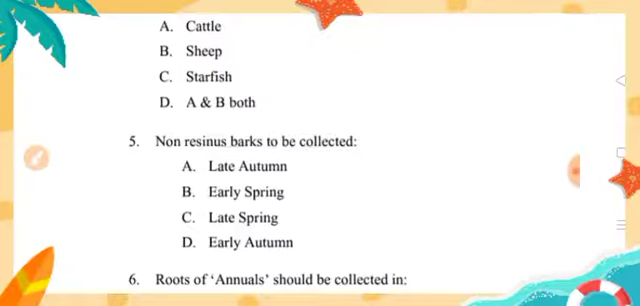 A. Cattle
B. Sheep
C. Starfish
D. A & B both
5. Non resinus barks to be collected:
A. Late Autumn
B. Early Spring
C. Late Spring
D. Early Autumn
6. Roots of ‘Annuals’ should be collected in: